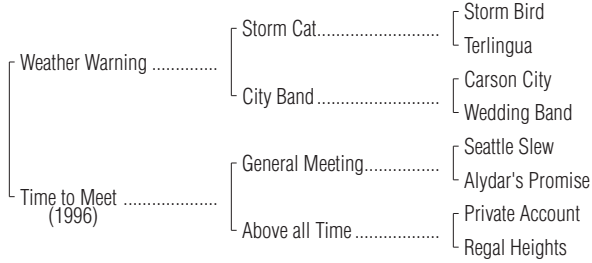 Storm Bird
Storm Cat..............................
Terlingua
Weather Warning ...............
Carson City
City Band..............................
Wedding Band
Seattle Slew
General Meeting...................
Alydar's Promise
Time to Meet .....................
(1996)
Private Account
Above all Time .....................
Regal Heights